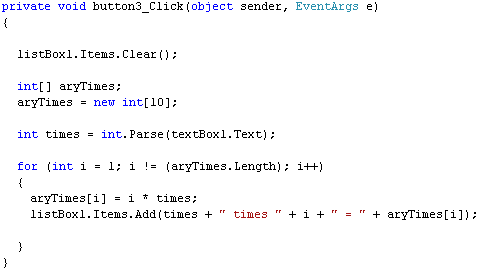 private void button3_Click(object sender, EventArgs e)
{
listBox1.Items.Clear();
int[] aryTimes;
aryTimes = new int[10];
int times = int.Parse(textBox1.Text);
for (int i = 1; i != (aryTimes.Length); i++)
{
aryTimes[i] = i * times;
listBox1.Items.Add(times + " times " + i + " = " + aryTimes[i]);
}
}